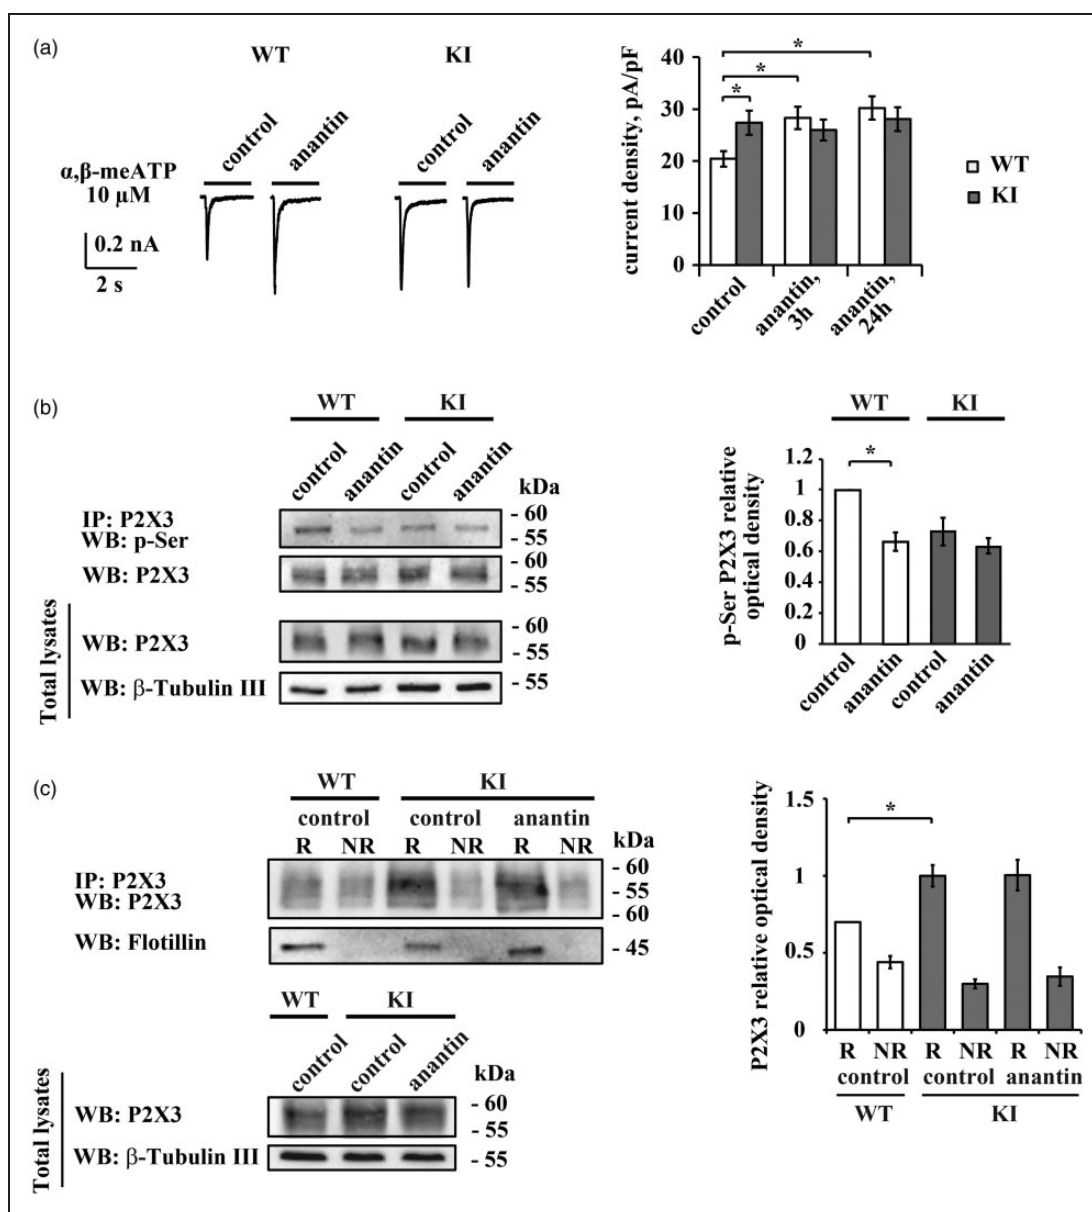 (a)
WT
KI
control
anantin
control
anantin
α,β-meATP
10 μM
0.2 nA
2 s
current density, pA/pF
40
30
20
10
0
control
anantin,
3h
anantin,
24h
*
*
*
WT
KI
(b)
WT
KI
control
anantin
control
anantin
kDa
IP: P2X3
WB: p-Ser
- 60
- 55
WB: P2X3
- 60
- 55
Total lysates
WB: P2X3
- 60
- 55
WB: β-Tubulin III
- 55
WT
KI
p-Ser P2X3 relative
optical density
1.2
1
0.8
0.6
0.4
0.2
0
*
control
anantin
control
anantin
(c)
WT
KI
control
control
anantin
R
NR
R
NR
R
NR
kDa
IP: P2X3
WB: P2X3
- 60
- 55
- 60
WB: Flotillin
- 45
WT
KI
control
control
anantin
kDa
Total lysates
WB: P2X3
- 60
- 55
WB: β-Tubulin III
- 55
P2X3 relative optical density
1.5
1
0.5
0
*
R NR R NR R NR
control control anantin
WT KI